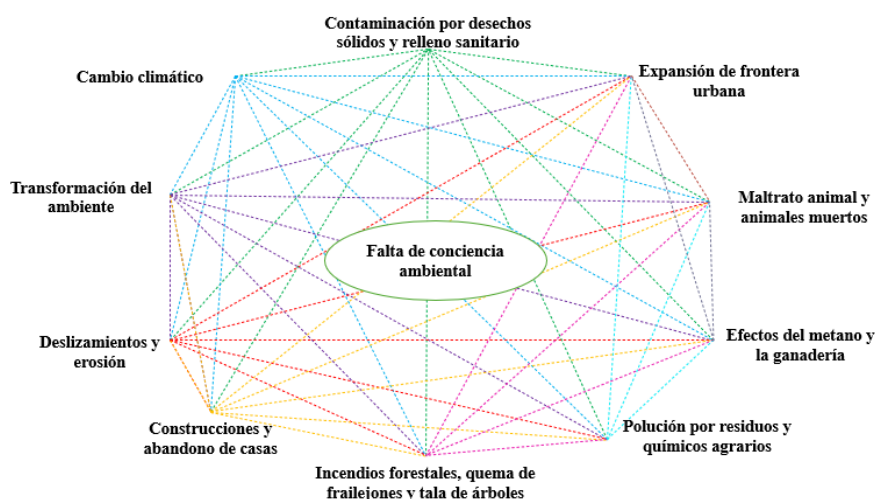 Contaminación por desechos
sólidos y relleno sanitario
Cambio climático
Expansión de frontera
urbana
Transformación del
ambiente
Maltrato animal y
animales muertos
Falta de conciencia
ambiental
Deslizamientos y
erosión
Efectos del metano y
la ganadería
Construcciones y
abandono de casas
Polución por residuos y
químicos agrarios
Incendios forestales, quema de
frailejones y tala de árboles